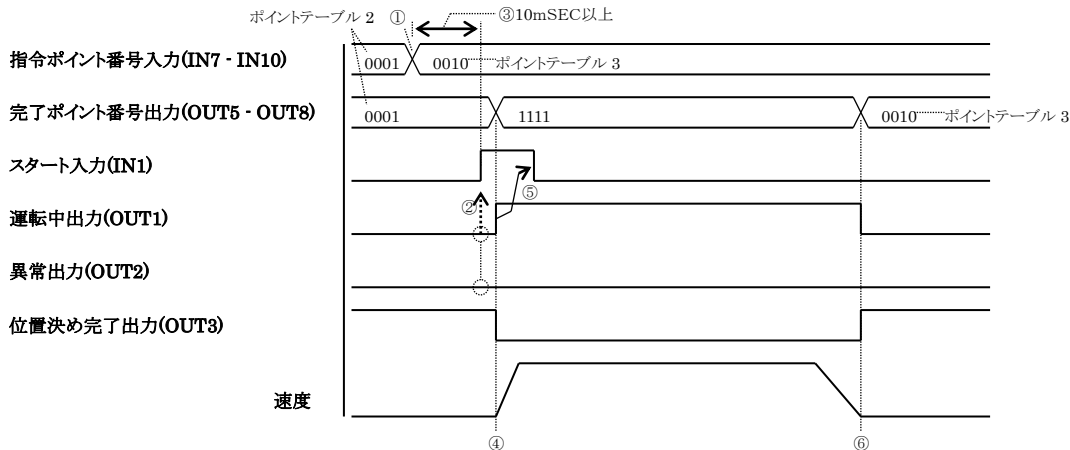 ポイントテーブル 2 ① ③10mSEC以上
指令ポイント番号入力(IN7 - IN10) 0001 0010 ポイントテーブル 3
完了ポイント番号出力(OUT5 - OUT8) 0001 1111 0010 ポイントテーブル 3
スタート入力(IN1)
⑤
運転中出力(OUT1) ②
異常出力(OUT2)
位置決め完了出力(OUT3)
速度
④ ⑥